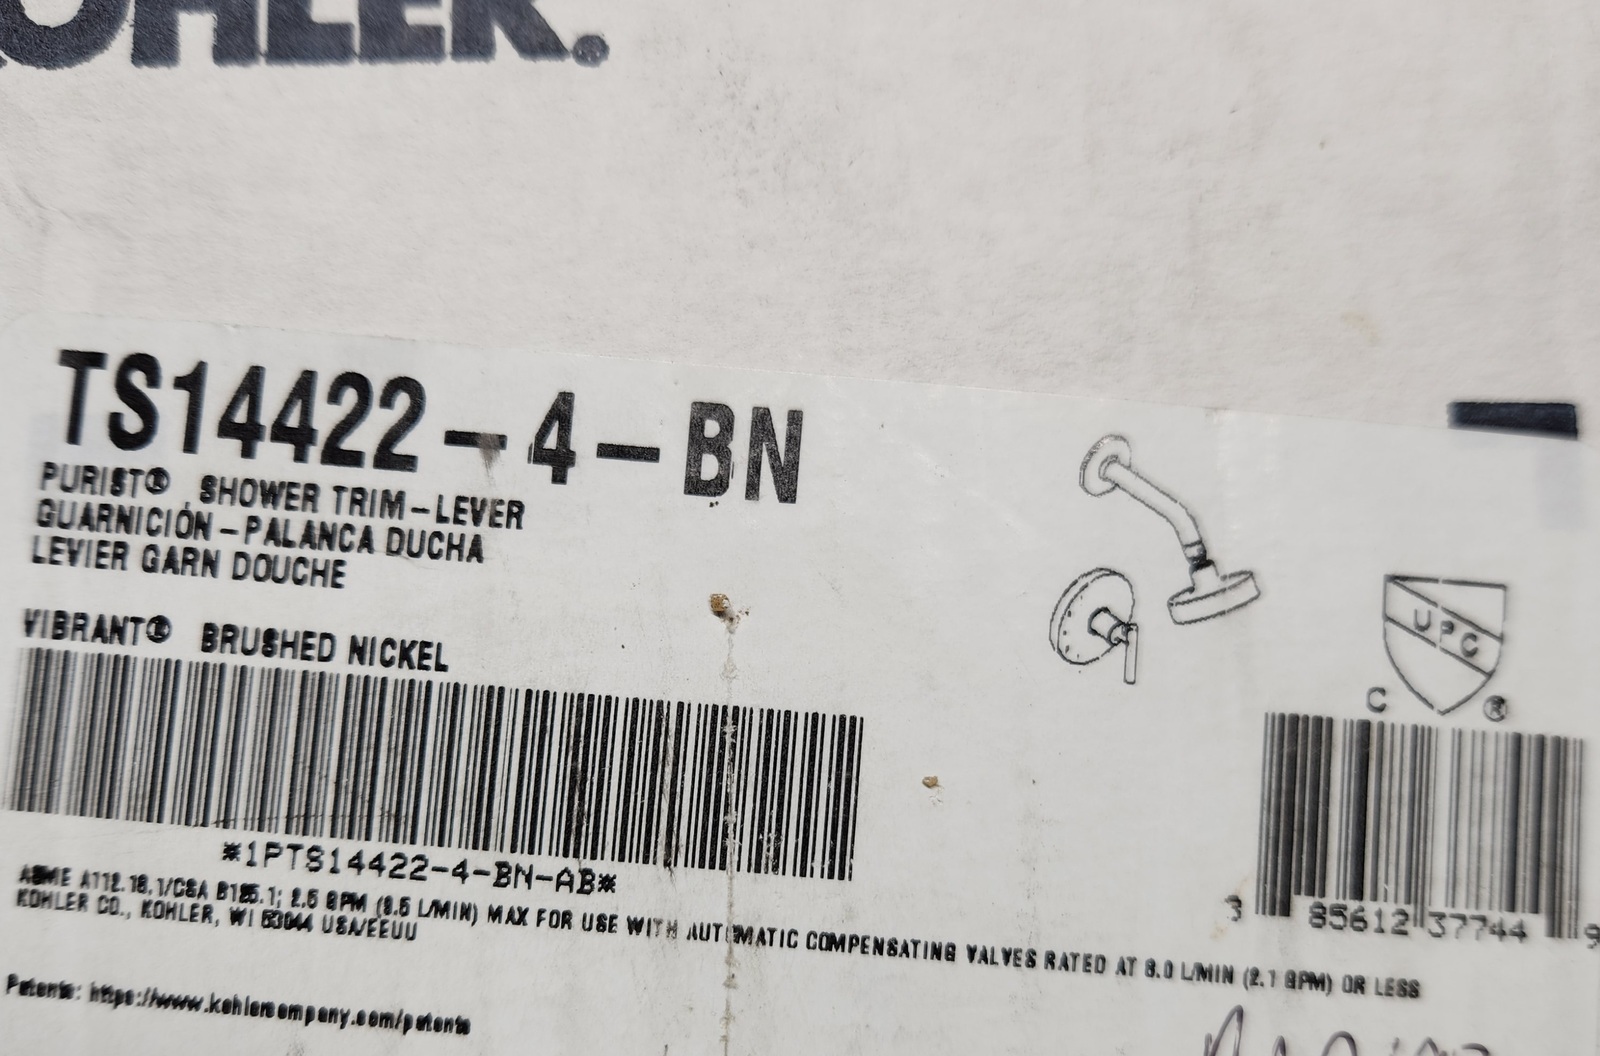 KOHLER®
TS14422-4-BN
PURIST® SHOWER TRIM-LEVER
GUARNICIÓN-PALANCA DUCHA
LEVIER GARN DOUCHE
VIBRANT® BRUSHED NICKEL
UPC
C ®
*1PTS14422-4-BN-AB*
3 85612 37744 9
ASME A112.18.1/CSA B125.1; 2.5 GPM (9.5 L/MIN) MAX FOR USE WITH AUTOMATIC COMPENSATING VALVES RATED AT 8.0 L/MIN (2.1 GPM) OR LESS
KOHLER CO., KOHLER, WI 53044 USA/EEUU
Patents: https://www.kohlercompany.com/patents